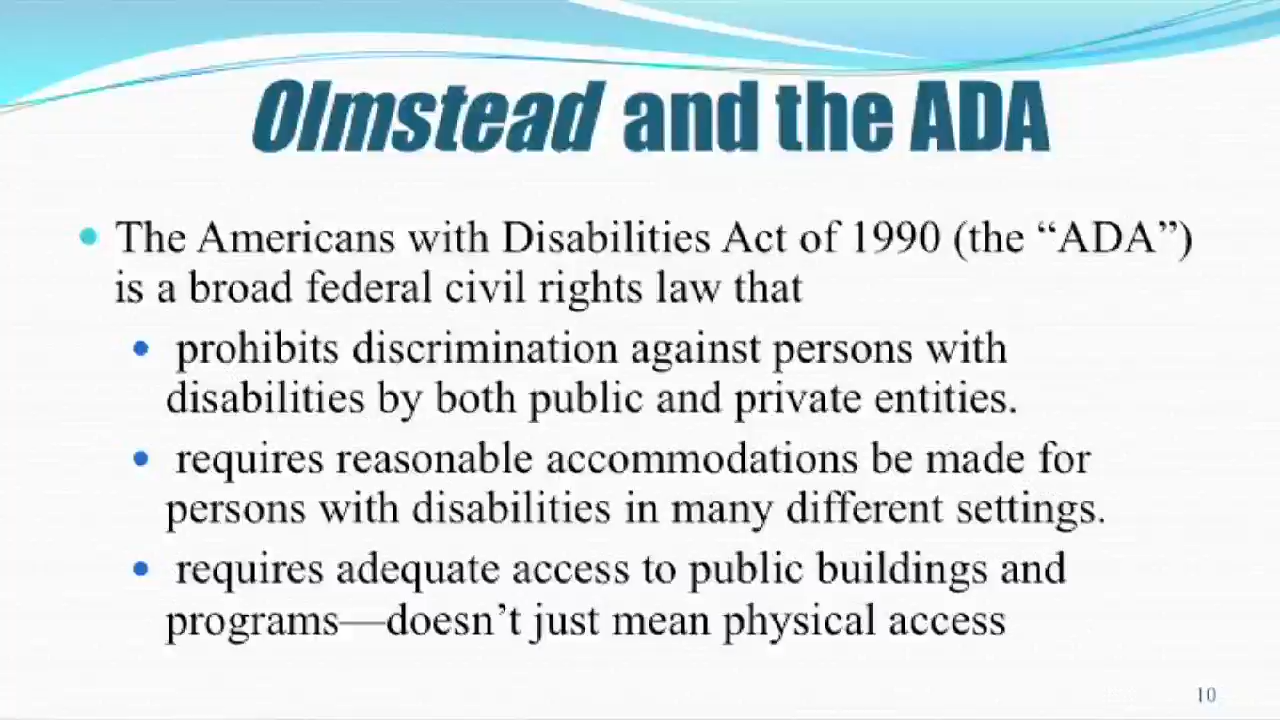 Olmstead and the ADA
The Americans with Disabilities Act of 1990 (the “ADA”)
is a broad federal civil rights law that
prohibits discrimination against persons with
disabilities by both public and private entities.
requires reasonable accommodations be made for
persons with disabilities in many different settings.
requires adequate access to public buildings and
programs—doesn’t just mean physical access
10